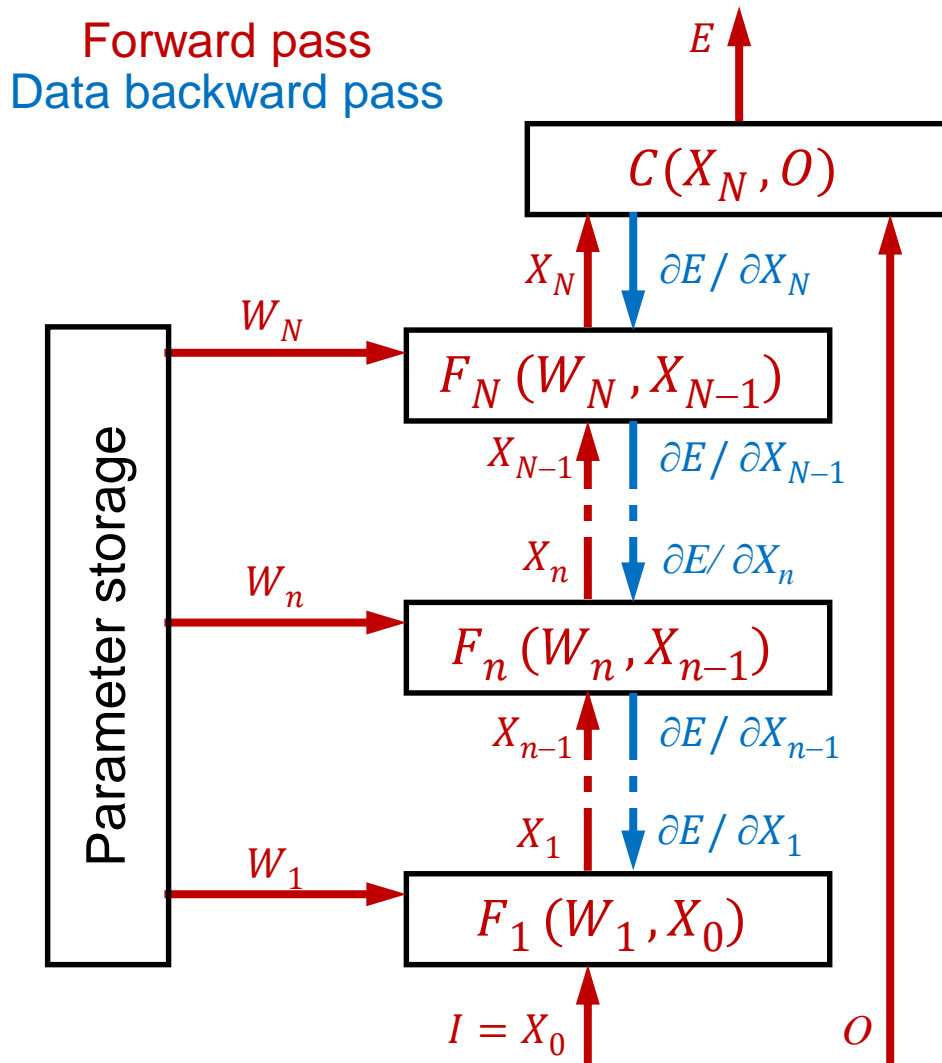 Forward pass
Data backward pass
E
C(X_N, O)
X_N
∂E / ∂X_N
W_N
F_N (W_N, X_{N−1})
X_{N−1}
∂E / ∂X_{N−1}
Parameter storage
X_n
∂E/ ∂X_n
W_n
F_n (W_n, X_{n−1})
X_{n−1}
∂E / ∂X_{n−1}
X_1
∂E / ∂X_1
W_1
F_1 (W_1, X_0)
I = X_0
O